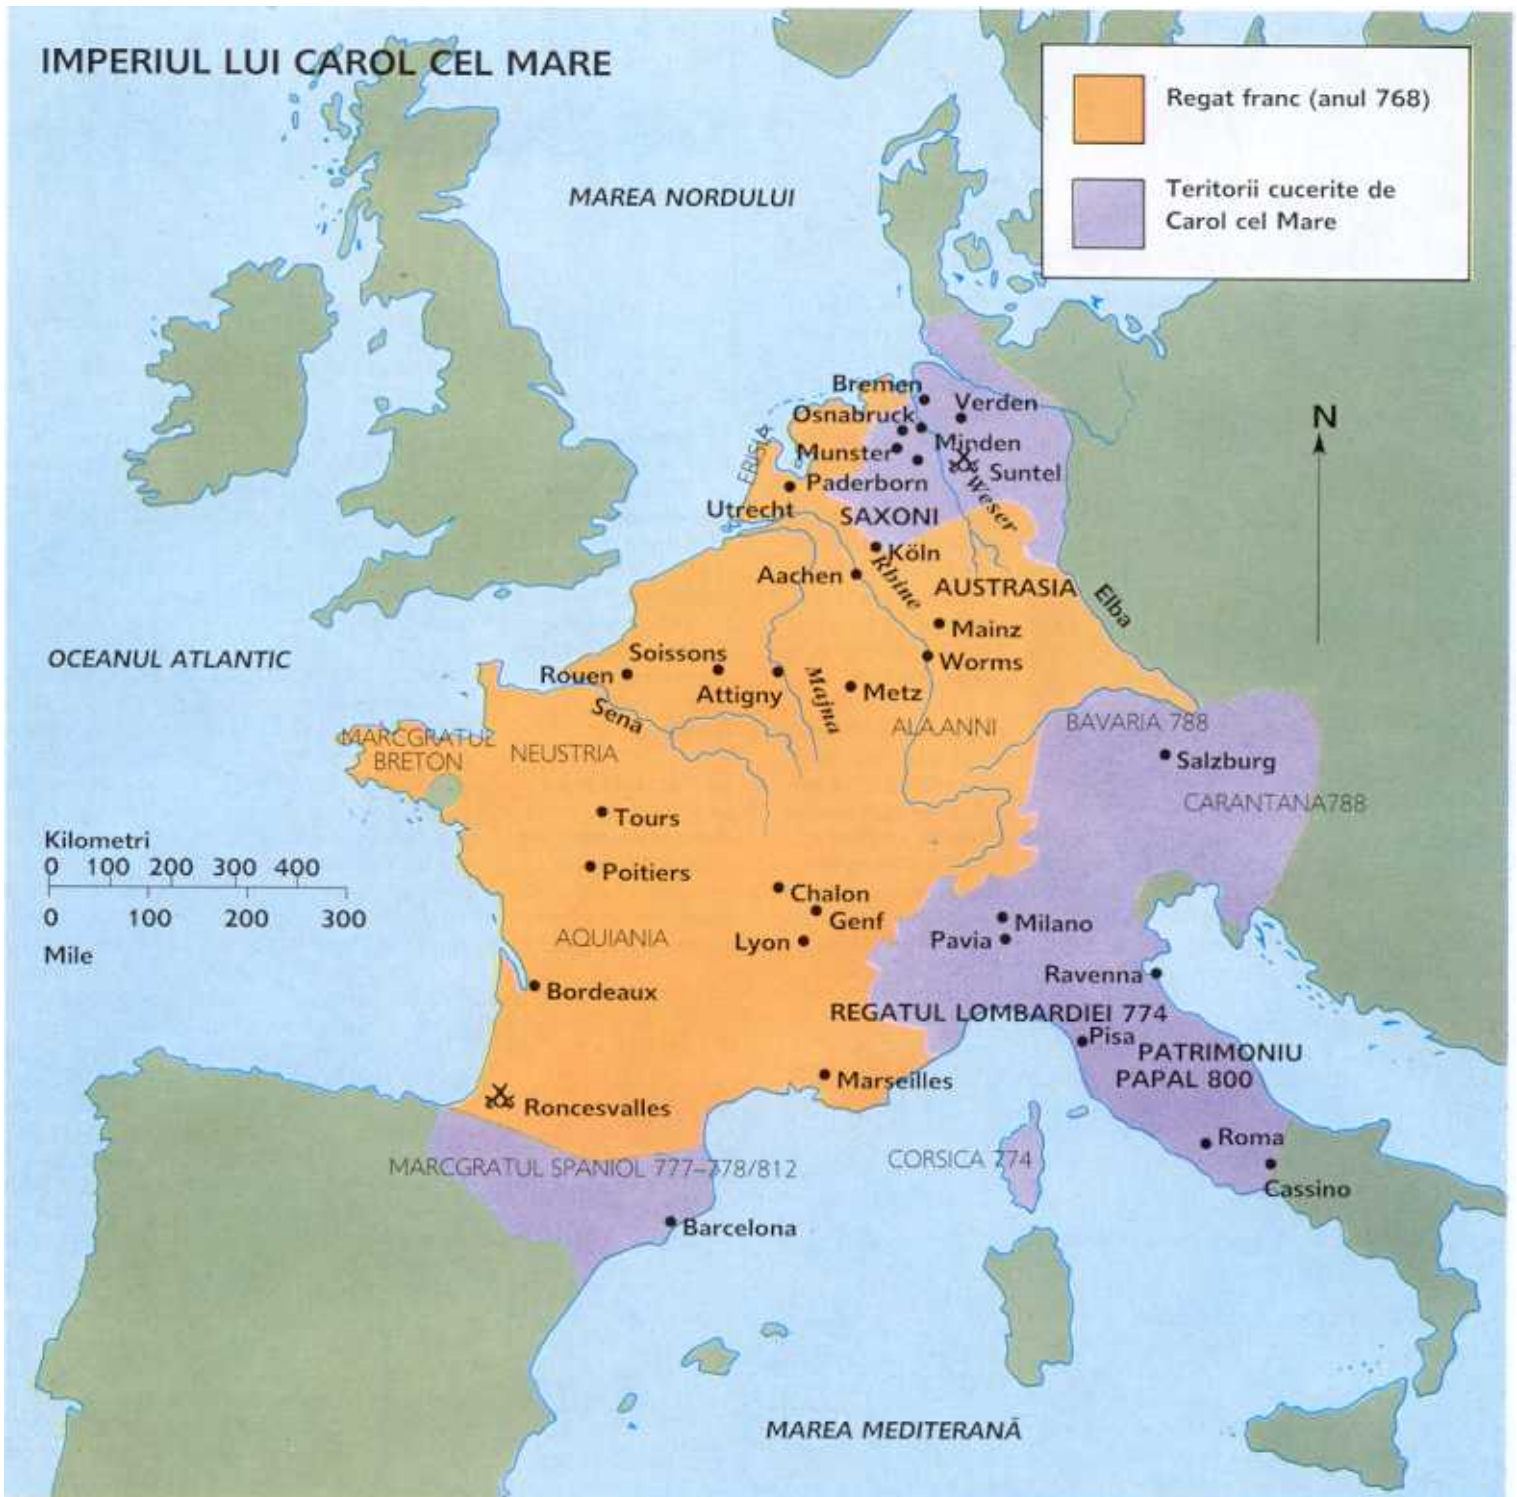 IMPERIUL LUI CAROL CEL MARE
Regat franc (anul 768)
Teritorii cucerite de
Carol cel Mare
MAREA NORDULUI
N
Bremen
Verden
Osnabruck
Minden
Munster
Suntel
Paderborn
Weser
FRISIA
Utrecht
SAXONI
Köln
Aachen
Rhine
AUSTRASIA
Elba
Mainz
OCEANUL ATLANTIC
Soissons
Worms
Rouen
Attigny
Majna
Metz
Sena
ALA.ANNI
BAVARIA 788
MARCGRATUL
BRETON
NEUSTRIA
Salzburg
CARANTANA788
Tours
Kilometri
0 100 200 300 400
0 100 200 300
Mile
Poitiers
Chalon
Genf
Milano
AQUIANIA
Lyon
Pavia
Ravenna
Bordeaux
REGATUL LOMBARDIEI 774
Pisa
PATRIMONIU
PAPAL 800
Marseilles
Roncesvalles
Roma
MARCGRATUL SPANIOL 777–778/812
CORSICA 774
Cassino
Barcelona
MAREA MEDITERANĂ